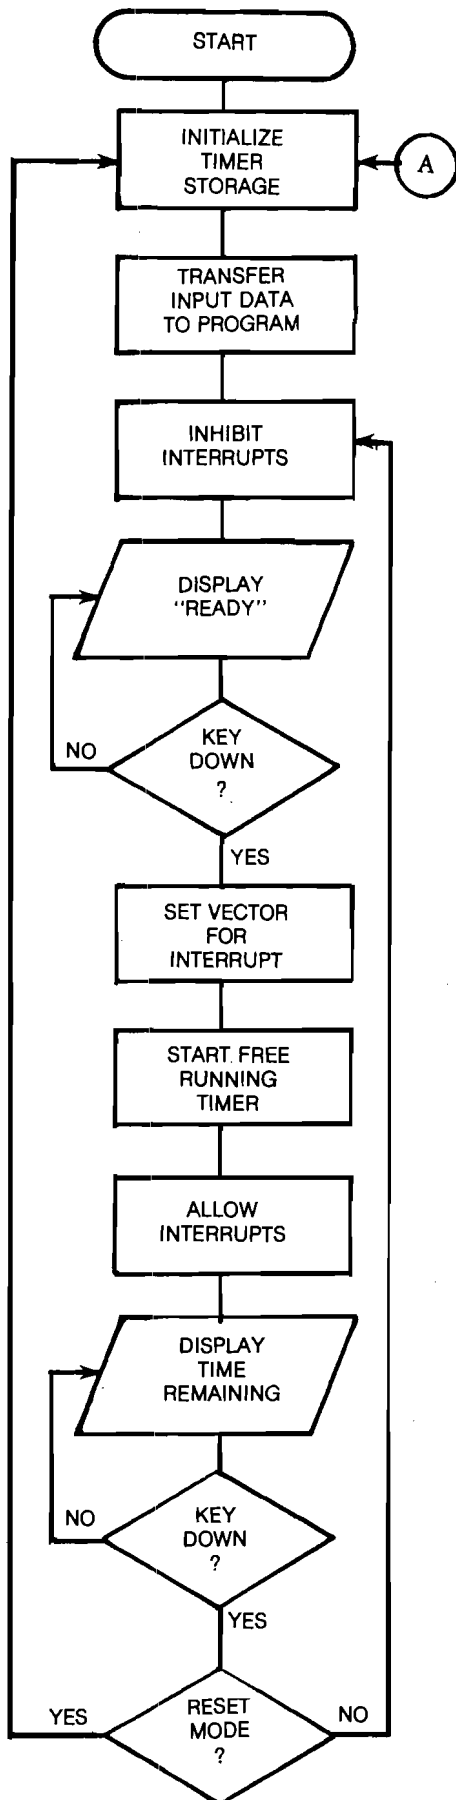 START
INITIALIZE
TIMER
STORAGE
A
TRANSFER
INPUT DATA
TO PROGRAM
INHIBIT
INTERRUPTS
DISPLAY
"READY"
KEY
DOWN
?
NO
YES
SET VECTOR
FOR
INTERRUPT
START FREE
RUNNING
TIMER
ALLOW
INTERRUPTS
DISPLAY
TIME
REMAINING
KEY
DOWN
?
NO
YES
RESET
MODE
?
YES
NO